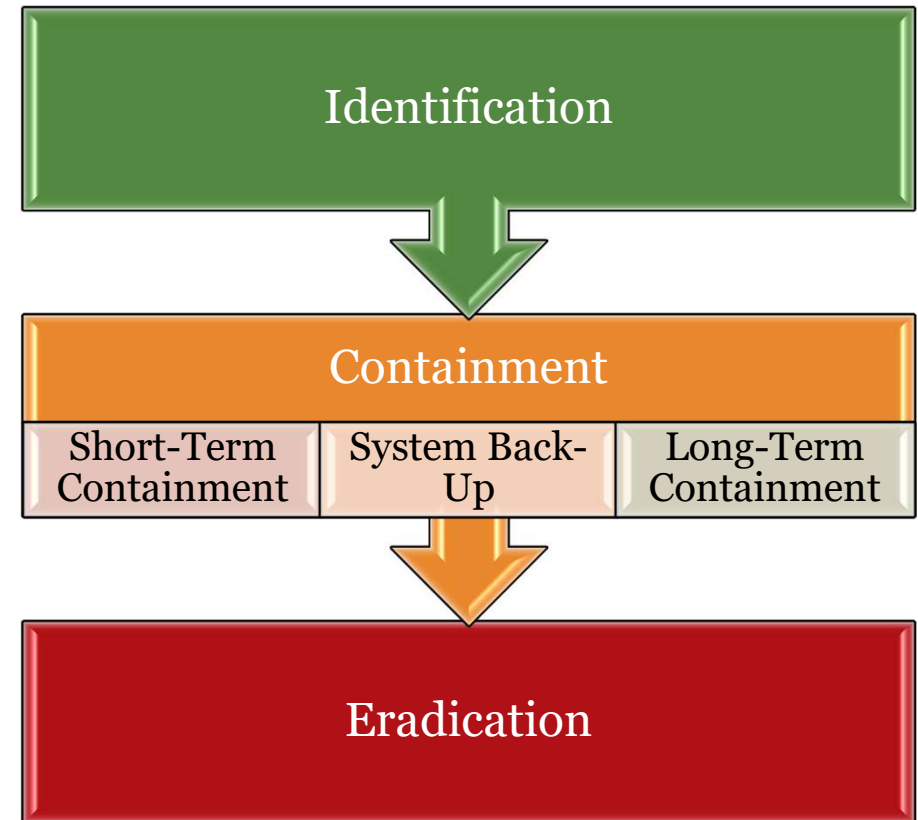 Identification
Containment
Short-Term
Containment
System Back-
Up
Long-Term
Containment
Eradication